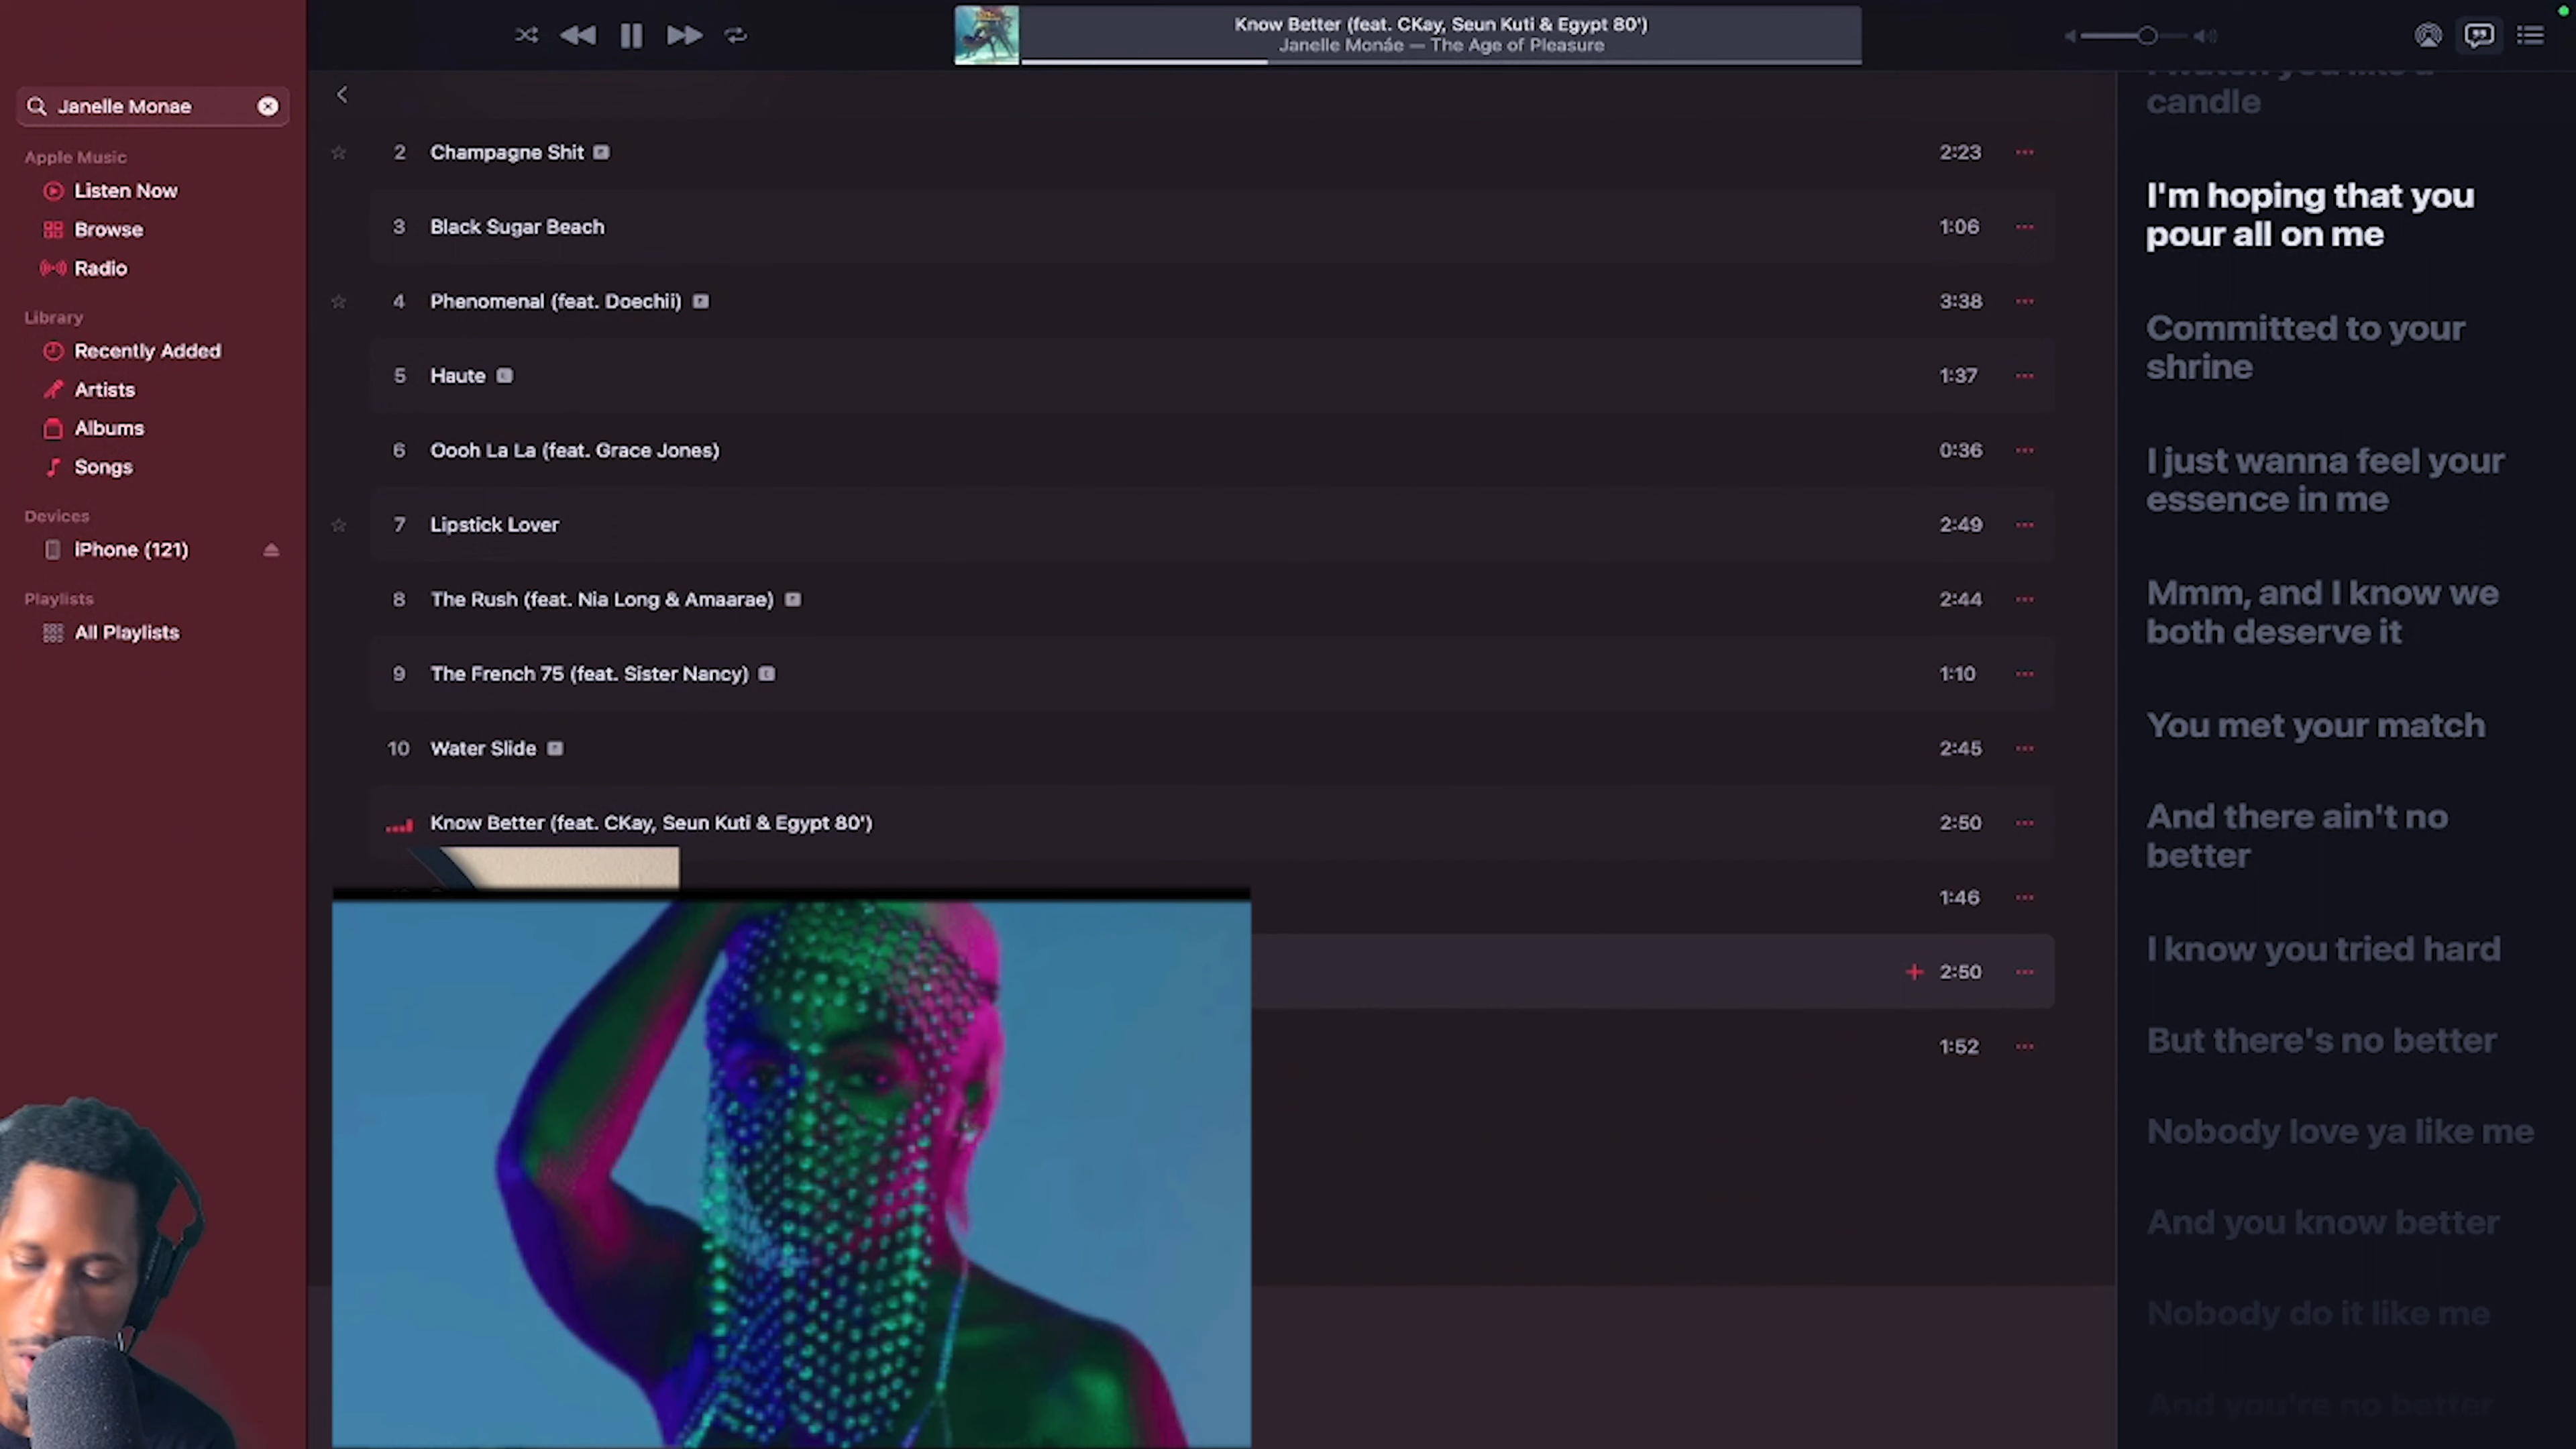 Know Better (feat. CKay, Seun Kuti & Egypt 80')
Janelle Monáe — The Age of Pleasure
Janelle Monae
Apple Music
Listen Now
Browse
Radio
Library
Recently Added
Artists
Albums
Songs
Devices
iPhone (121)
Playlists
All Playlists
2 Champagne Shit 2:23 ...
3 Black Sugar Beach 1:06 ...
4 Phenomenal (feat. Doechii) 3:38 ...
5 Haute E 1:37 ...
6 Oooh La La (feat. Grace Jones) 0:36 ...
7 Lipstick Lover 2:49 ...
8 The Rush (feat. Nia Long & Amaarae) 2:44 ...
9 The French 75 (feat. Sister Nancy) E 1:10 ...
10 Water Slide 2:45 ...
Know Better (feat. CKay, Seun Kuti & Egypt 80') 2:50 ...
1:46 ...
+ 2:50 ...
1:52 ...
I watch you like a
candle
I'm hoping that you
pour all on me
Committed to your
shrine
I just wanna feel your
essence in me
Mmm, and I know we
both deserve it
You met your match
And there ain't no
better
I know you tried hard
But there's no better
Nobody love ya like me
And you know better
Nobody do it like me
And you're no better